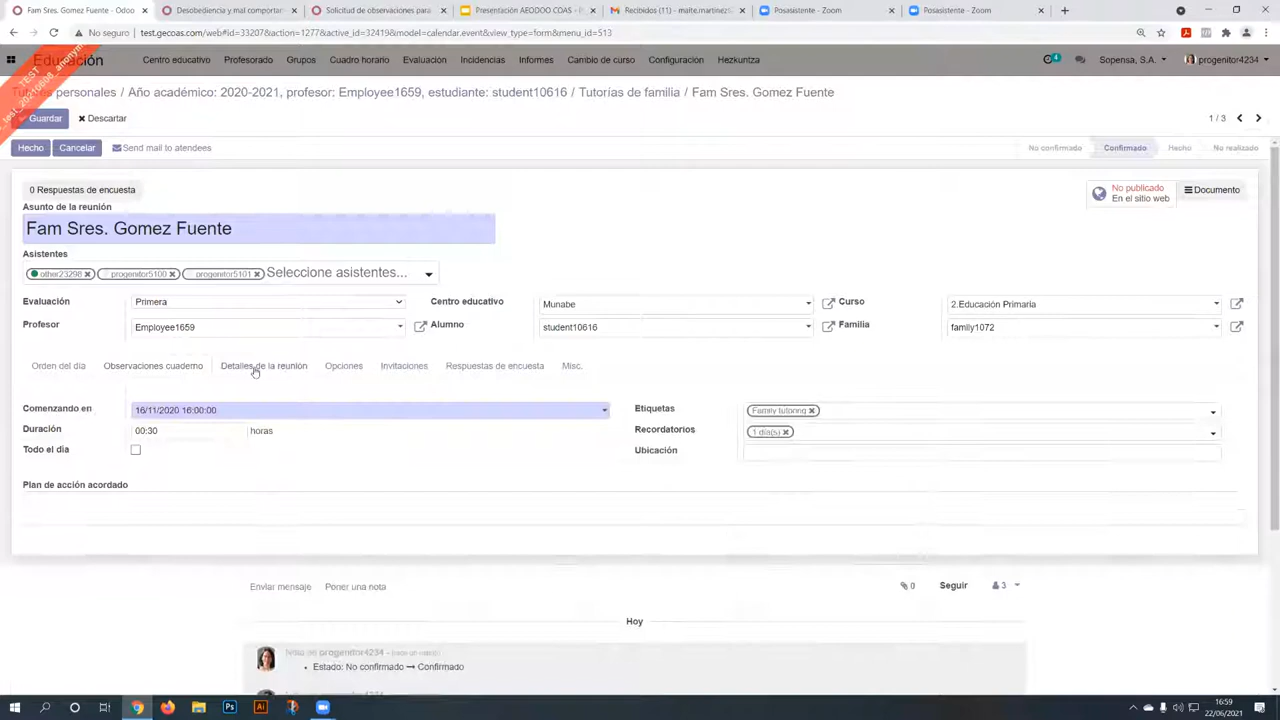 Fam Sres. Gomez Fuente - Odoo
Desobediencia y mal comportar
Solicitud de observaciones para
Presentación AEODOO COAS - Pr
Recibidos (11) - maite.martinez
Posasistente - Zoom
Posasistente - Zoom
No seguro
test.gecoas.org/web#id=33207&action=1277&active_id=32419&model=calendar.event&view_type=form&menu_id=513
Educación
Centro educativo
Profesorado
Grupos
Cuadro horario
Evaluación
Incidencias
Informes
Cambio de curso
Configuración
Hezkuntza
4
Sopensa, S.A.
progenitor4234
TEST
personales / Año académico: 2020-2021, profesor: Employee1659, estudiante: student10616 / Tutorías de familia / Fam Sres. Gomez Fuente
Guardar
Descartar
1 / 3
Hecho
Cancelar
Send mail to atendees
No confirmado
Confirmado
Hecho
No realizado
0 Respuestas de encuesta
No publicado
En el sitio web
Documento
Asunto de la reunión
Fam Sres. Gomez Fuente
Asistentes
other23298
progenitor5100
progenitor5101
Seleccione asistentes...
Evaluación
Primera
Centro educativo
Munabe
Curso
2.Educación Primaria
Profesor
Employee1659
Alumno
student10616
Familia
family1072
Orden del día
Observaciones cuaderno
Detalles de la reunión
Opciones
Invitaciones
Respuestas de encuesta
Misc.
Comenzando en
16/11/2020 16:00:00
Etiquetas
Family tutoring
Duración
00:30
horas
Recordatorios
1 día(s)
Todo el día
Ubicación
Plan de acción acordado
Enviar mensaje
Poner una nota
0
Seguir
3
Hoy
progenitor4234
Estado: No confirmado → Confirmado
progenitor4234
Ps
Ai
16:59
22/06/2021